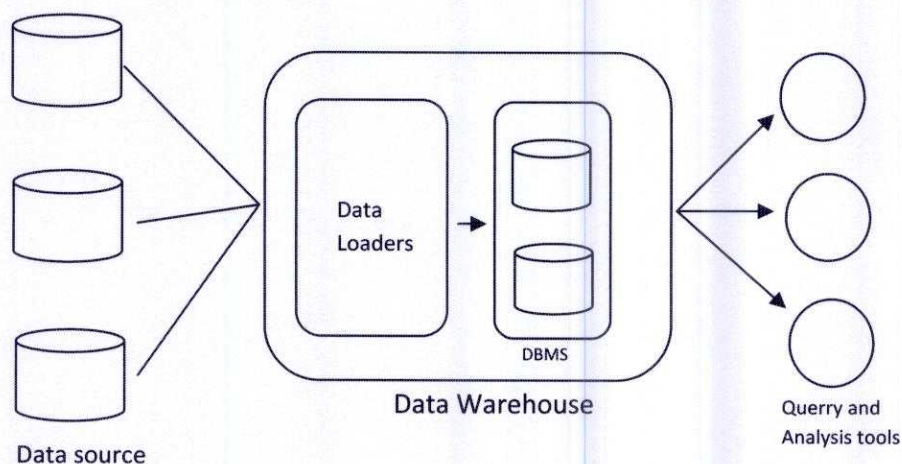 Data
Loaders
DBMS
Data Warehouse
Data source
Querry and
Analysis tools